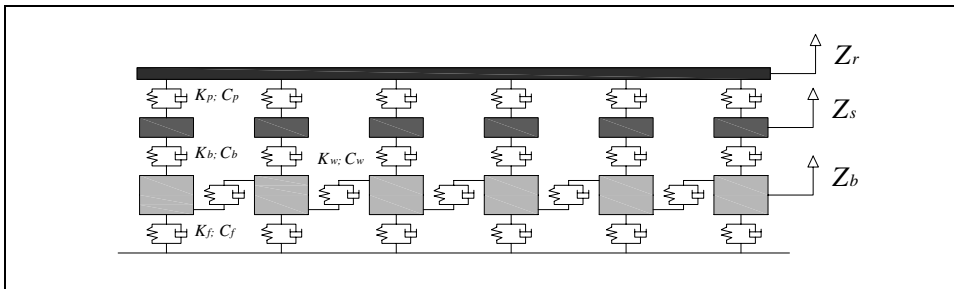 Zr
Kp; Cp
Zs
Kb; Cb
Kw; Cw
Zb
Kf; Cf